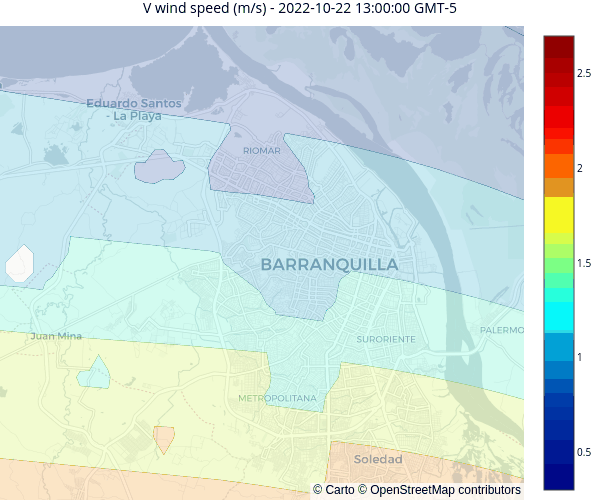 V wind speed (m/s) - 2022-10-22 13:00:00 GMT-5
2.5
2
1.5
1
0.5
Eduardo Santos
- La Playa
RIOMAR
BARRANQUILLA
Juan Mina
SURORIENTE
PALERMO
METROPOLITANA
Soledad
© Carto © OpenStreetMap contributors